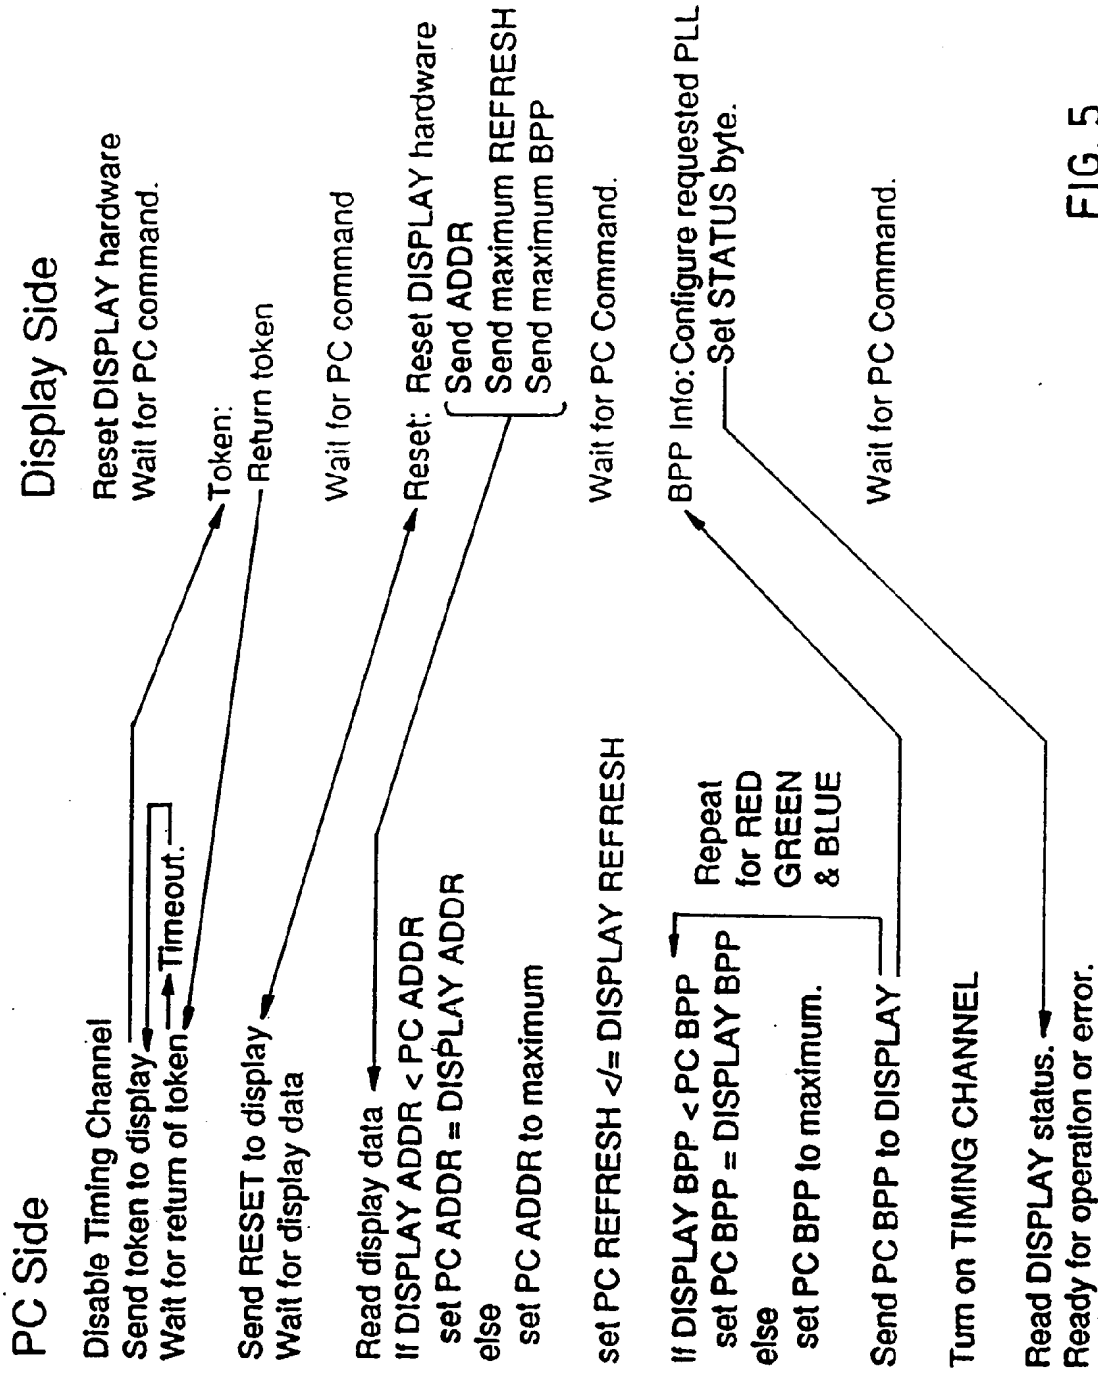 PC Side
Disable Timing Channel
Send token to display
Wait for return of token
Timeout.
Send RESET to display
Wait for display data
Read display data
If DISPLAY ADDR < PC ADDR
set PC ADDR = DISPLAY ADDR
else
set PC ADDR to maximum
set PC REFRESH </= DISPLAY REFRESH
If DISPLAY BPP < PC BPP
set PC BPP = DISPLAY BPP
else
set PC BPP to maximum.
Repeat
for RED
GREEN
& BLUE
Send PC BPP to DISPLAY
Turn on TIMING CHANNEL
Read DISPLAY status.
Ready for operation or error.
Display Side
Reset DISPLAY hardware
Wait for PC command.
Token:
Return token
Wait for PC command
Reset: Reset DISPLAY hardware
Send ADDR
Send maximum REFRESH
Send maximum BPP
Wait for PC Command.
BPP Info: Configure requested PLL
Set STATUS byte.
Wait for PC Command.
FIG. 5